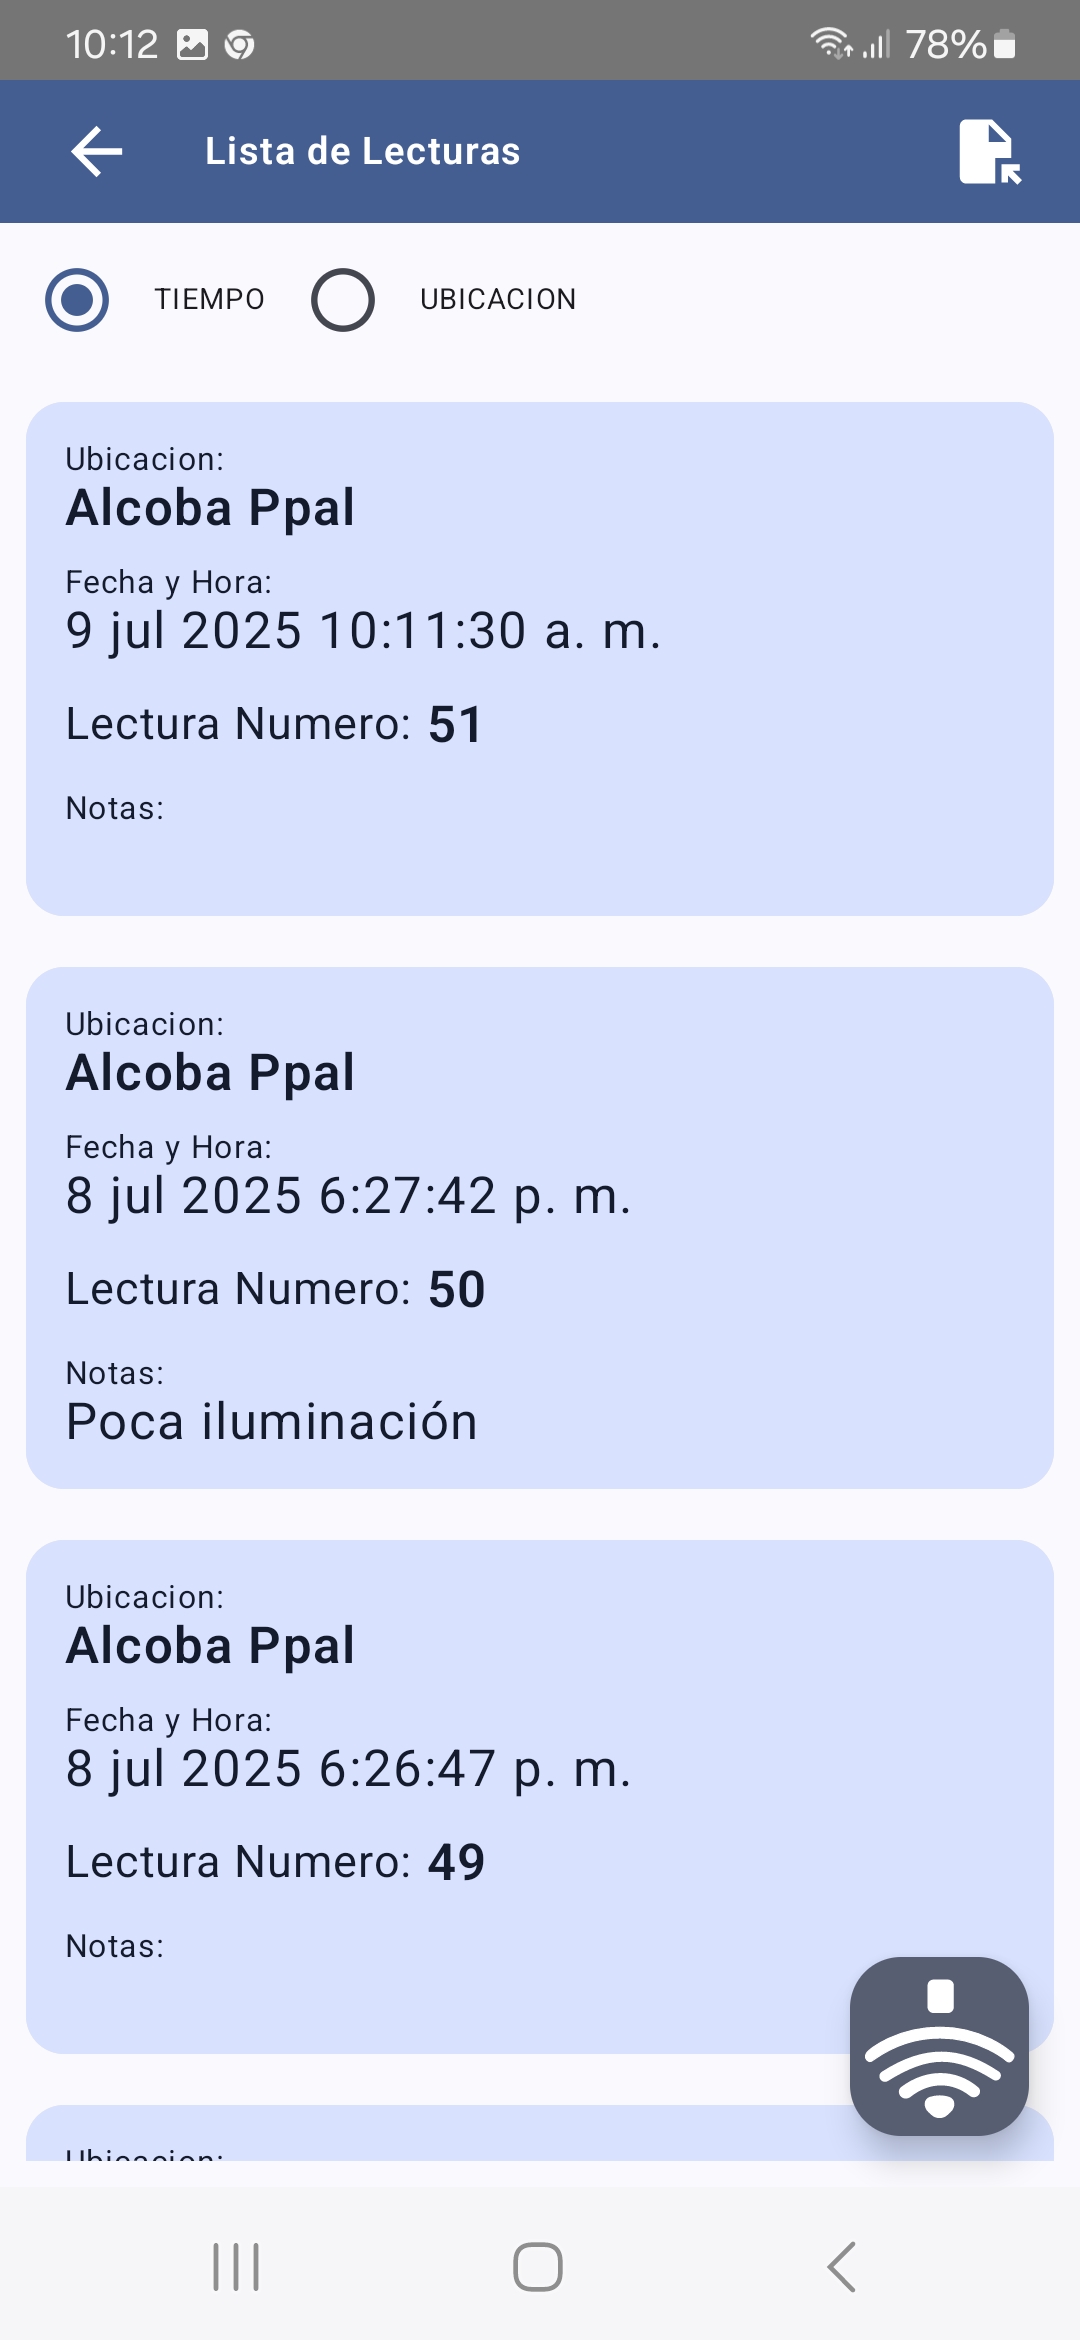 10:12 78%
Lista de Lecturas
TIEMPO UBICACION
Ubicacion:
Alcoba Ppal
Fecha y Hora:
9 jul 2025 10:11:30 a. m.
Lectura Numero: 51
Notas:
Ubicacion:
Alcoba Ppal
Fecha y Hora:
8 jul 2025 6:27:42 p. m.
Lectura Numero: 50
Notas:
Poca iluminación
Ubicacion:
Alcoba Ppal
Fecha y Hora:
8 jul 2025 6:26:47 p. m.
Lectura Numero: 49
Notas:
Ubicacion: